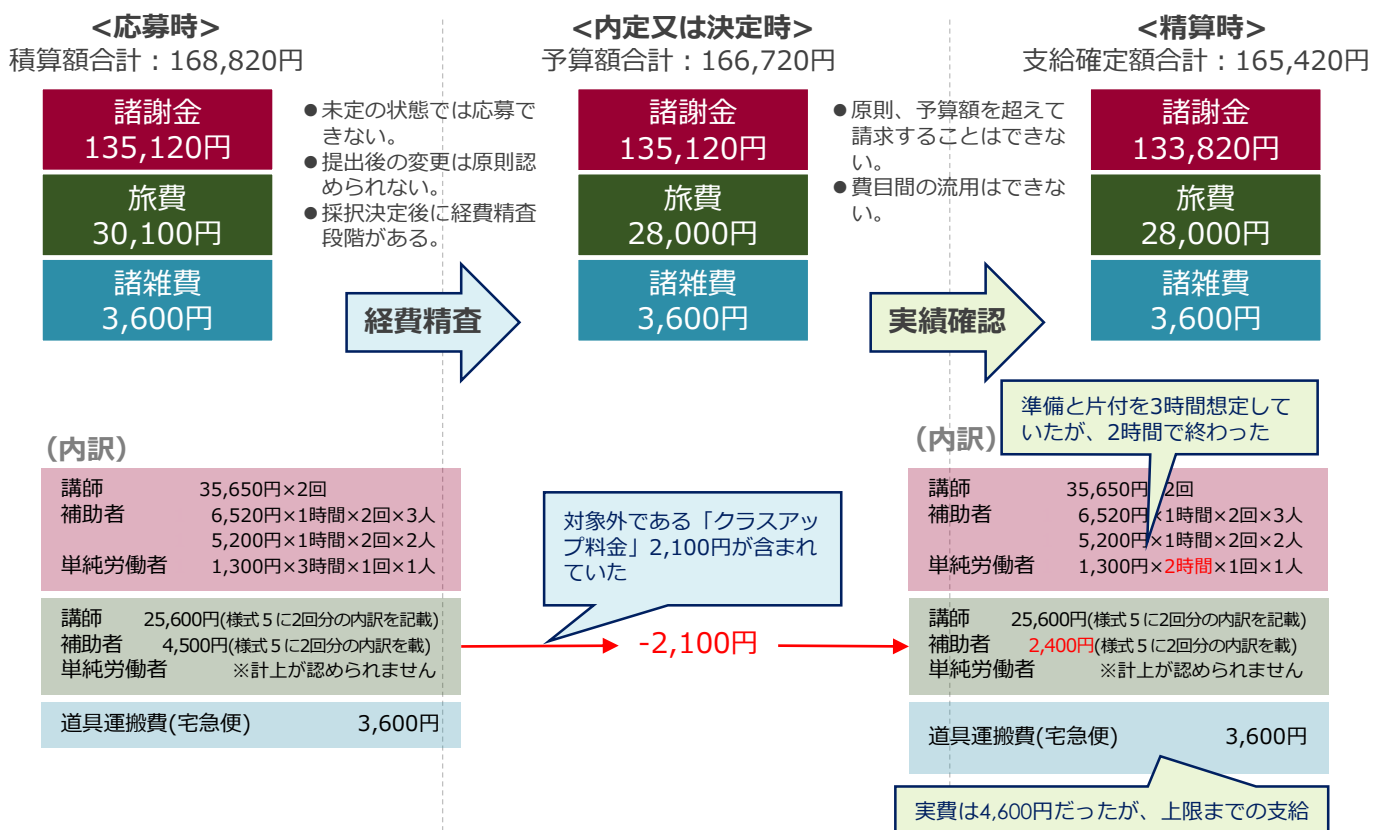 <応募時>
積算額合計：168,820円
諸謝金
135,120円
旅費
30,100円
諸雑費
3,600円
●未定の状態では応募で
きない。
●提出後の変更は原則認
められない。
●採択決定後に経費精査
段階がある。
経費精査
<内定又は決定時>
予算額合計：166,720円
諸謝金
135,120円
旅費
28,000円
諸雑費
3,600円
●原則、予算額を超えて
請求することはできな
い。
●費目間の流用はできな
い。
実績確認
<精算時>
支給確定額合計：165,420円
諸謝金
133,820円
旅費
28,000円
諸雑費
3,600円
（内訳）
講師 35,650円×2回
補助者 6,520円×1時間×2回×3人
5,200円×1時間×2回×2人
単純労働者 1,300円×3時間×1回×1人
講師 25,600円(様式５に2回分の内訳を記載)
補助者 4,500円(様式５に2回分の内訳を載)
単純労働者 ※計上が認められません
道具運搬費(宅急便) 3,600円
対象外である「クラスアッ
プ料金」2,100円が含まれ
ていた
-2,100円
準備と片付を3時間想定して
いたが、2時間で終わった
（内訳）
講師 35,650円 2回
補助者 6,520円×1時間×2回×3人
5,200円×1時間×2回×2人
単純労働者 1,300円×2時間×1回×1人
講師 25,600円(様式５に2回分の内訳を記載)
補助者 2,400円(様式５に2回分の内訳を載)
単純労働者 ※計上が認められません
道具運搬費(宅急便) 3,600円
実費は4,600円だったが、上限までの支給